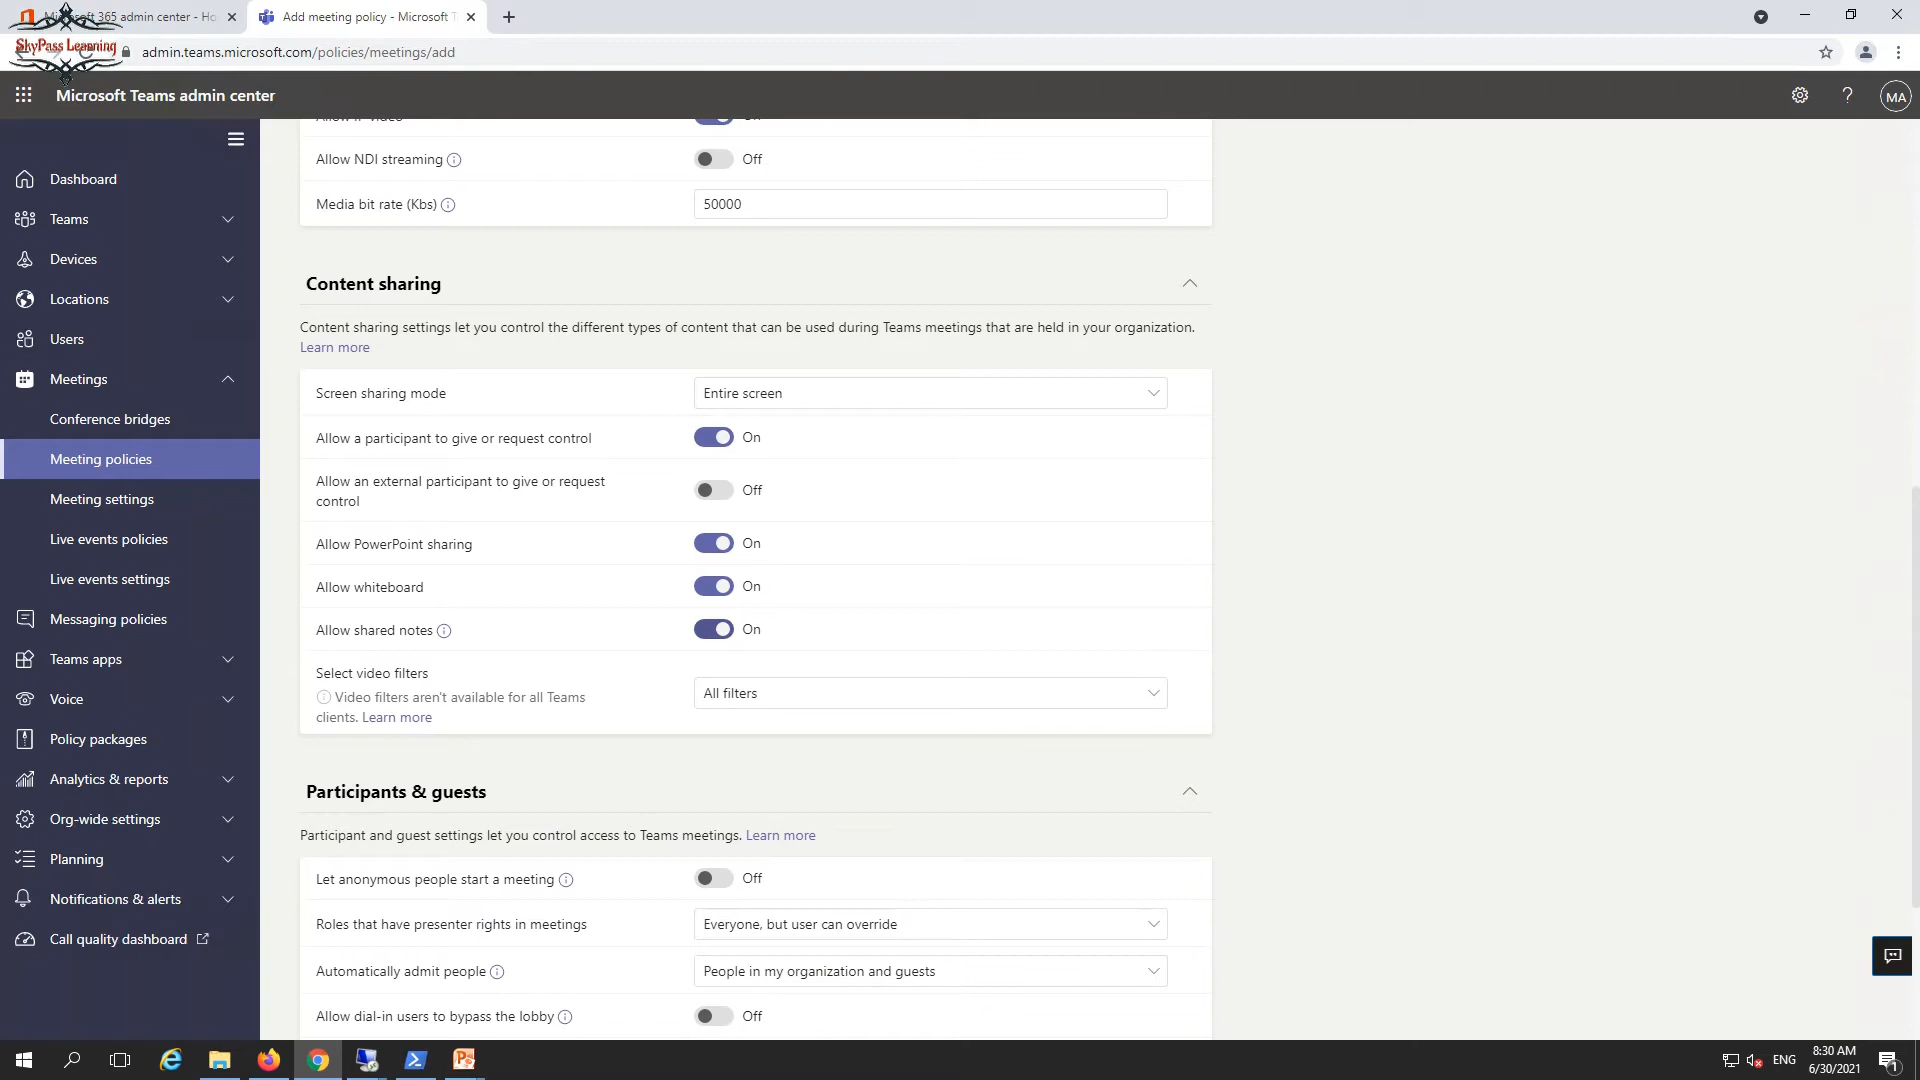 Microsoft 365 admin center - Ho
Add meeting policy - Microsoft T
SkyPass Learning
admin.teams.microsoft.com/policies/meetings/add
Microsoft Teams admin center
MA
Allow NDI streaming
Off
Media bit rate (Kbs)
50000
Dashboard
Teams
Devices
Locations
Users
Meetings
Conference bridges
Meeting policies
Meeting settings
Live events policies
Live events settings
Messaging policies
Teams apps
Voice
Policy packages
Analytics & reports
Org-wide settings
Planning
Notifications & alerts
Call quality dashboard
Content sharing
Content sharing settings let you control the different types of content that can be used during Teams meetings that are held in your organization.
Learn more
Screen sharing mode
Entire screen
Allow a participant to give or request control
On
Allow an external participant to give or request
control
Off
Allow PowerPoint sharing
On
Allow whiteboard
On
Allow shared notes
On
Select video filters
Video filters aren't available for all Teams
clients. Learn more
All filters
Participants & guests
Participant and guest settings let you control access to Teams meetings. Learn more
Let anonymous people start a meeting
Off
Roles that have presenter rights in meetings
Everyone, but user can override
Automatically admit people
People in my organization and guests
Allow dial-in users to bypass the lobby
Off
ENG
8:30 AM
6/30/2021
1